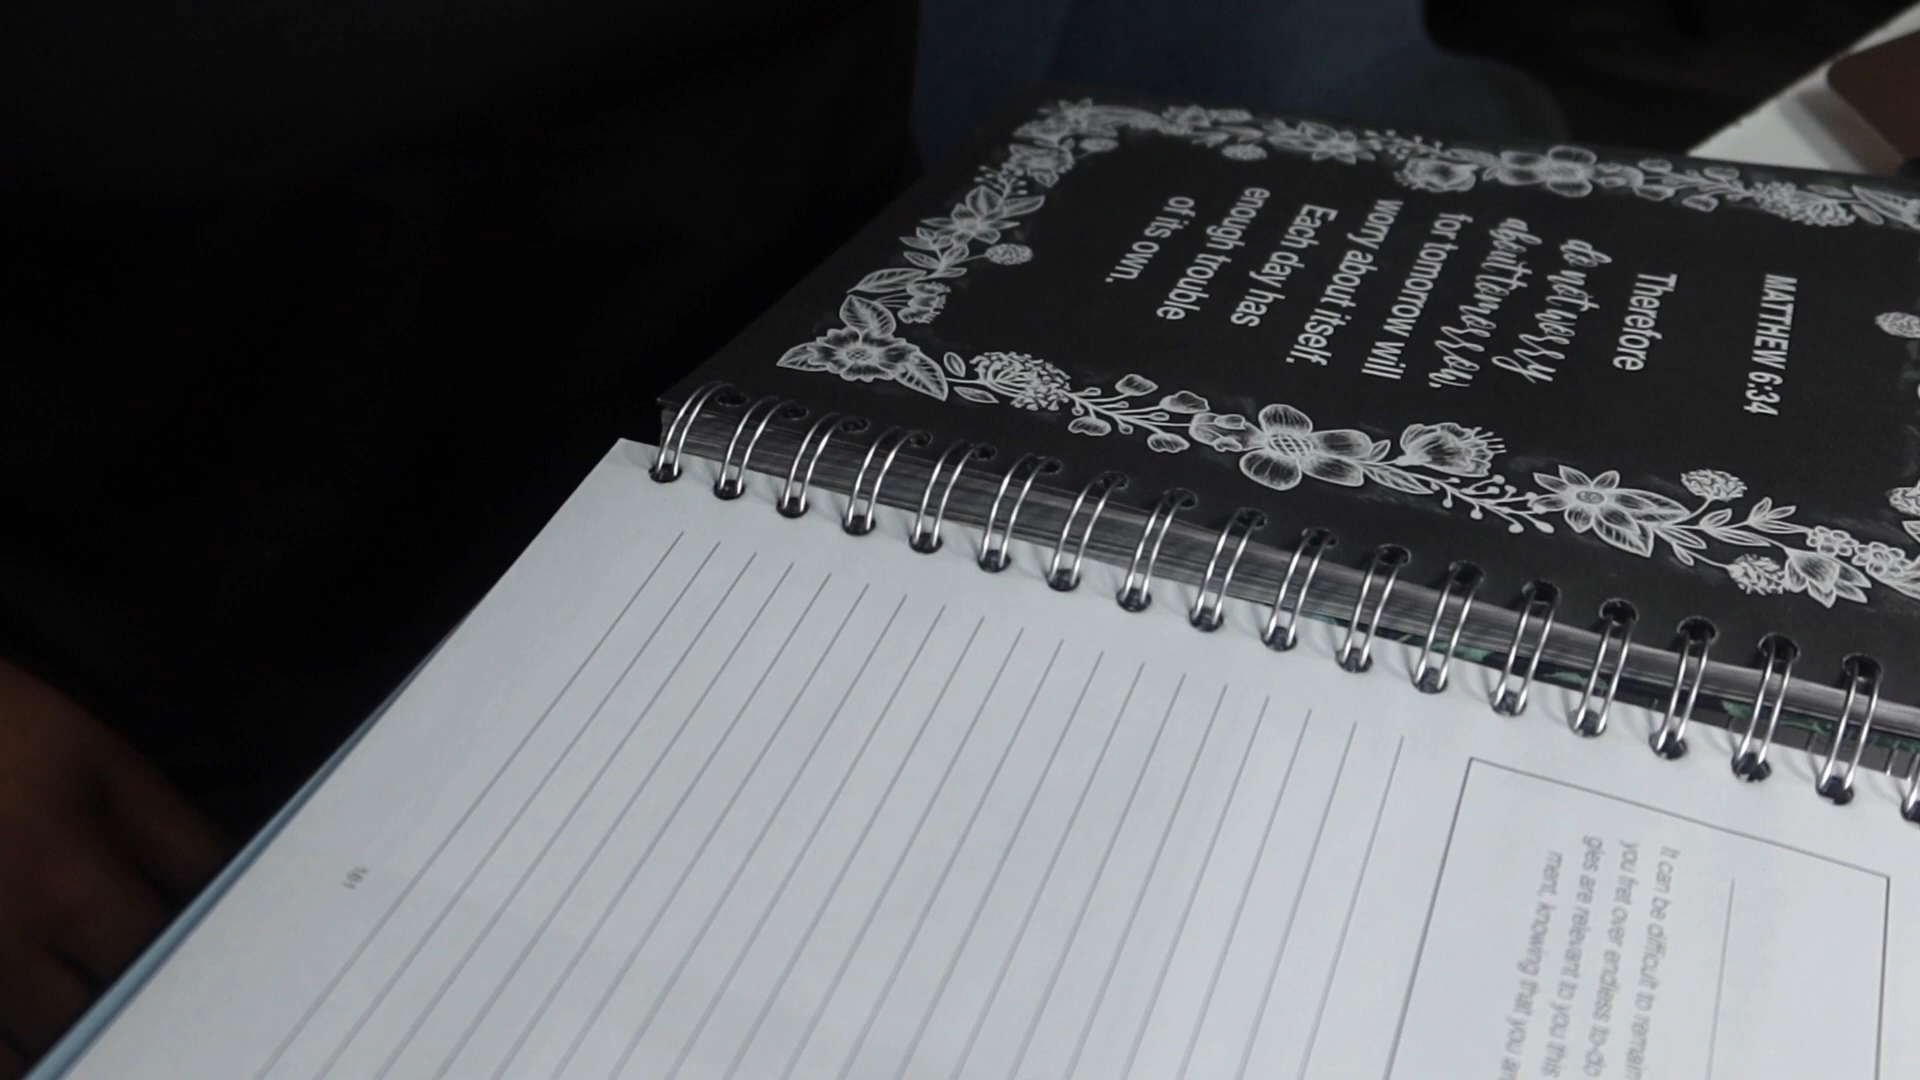 MATTHEW 6:34
Therefore
do not worry
about tomorrow,
for tomorrow will
worry about itself.
Each day has
enough trouble
of its own.
It can be difficult to remain
you fret over endless to-do
gies are relevant to you this
ment, knowing that you
161